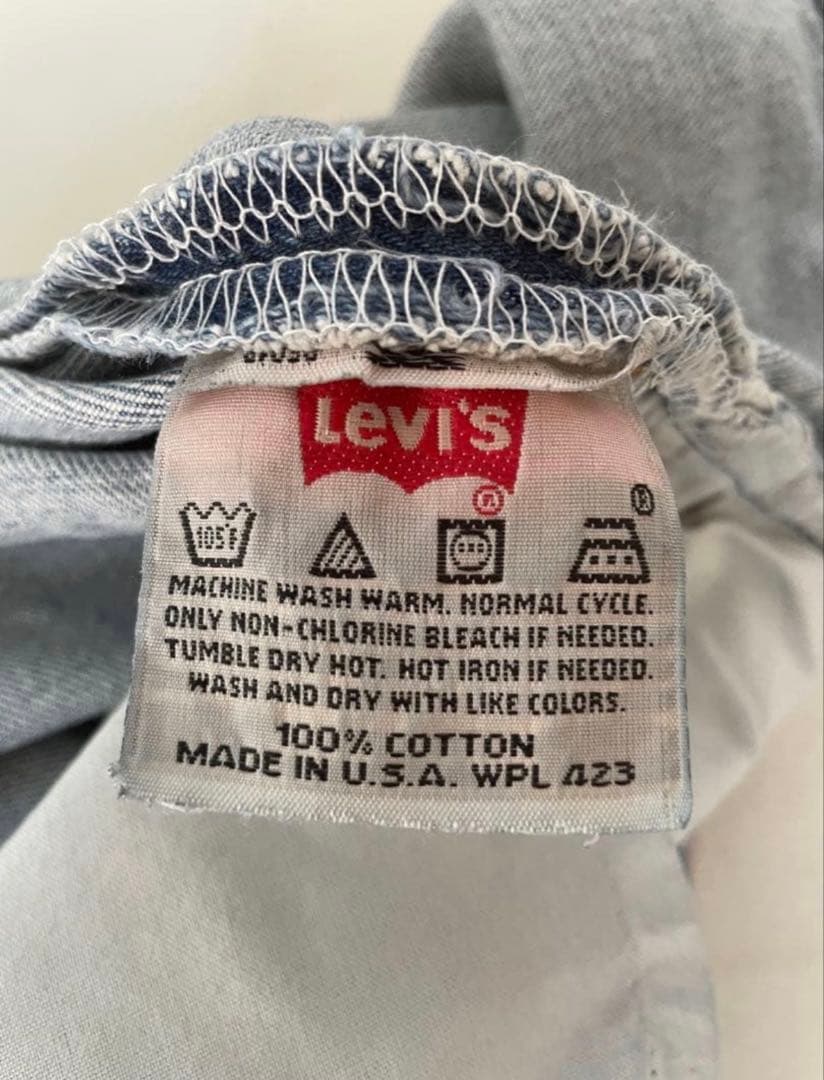 Levi's
®
®
105°F
MACHINE WASH WARM. NORMAL CYCLE.
ONLY NON-CHLORINE BLEACH IF NEEDED.
TUMBLE DRY HOT. HOT IRON IF NEEDED.
WASH AND DRY WITH LIKE COLORS.
100% COTTON
MADE IN U.S.A. WPL 423